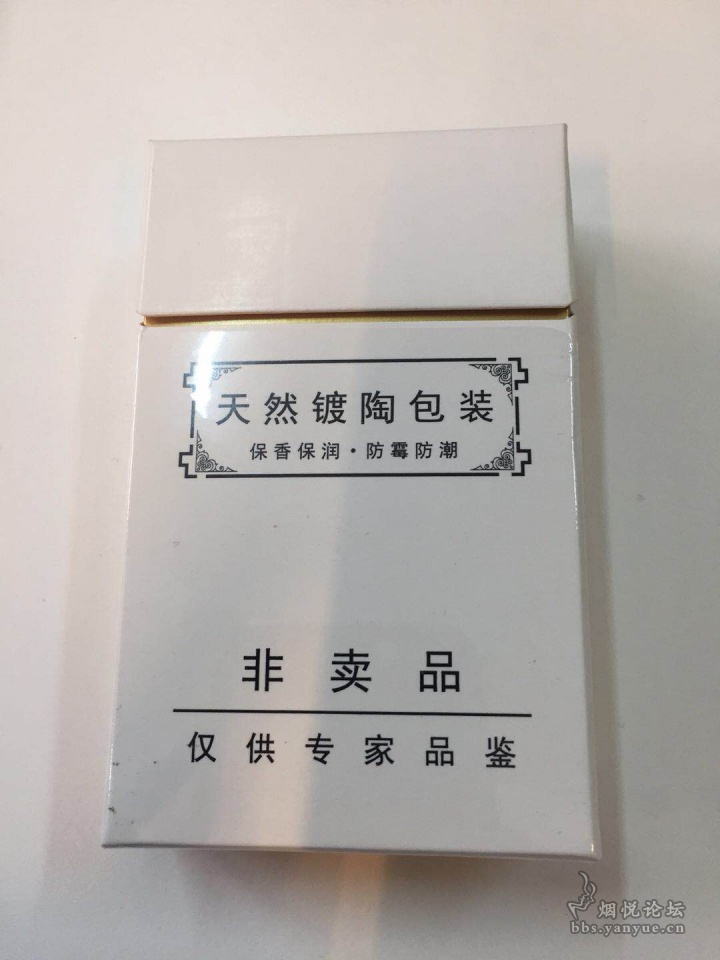 天然镀陶包装
保香保润·防霉防潮
非卖品
仅供专家品鉴
烟悦论坛
bbs.yanyue.cn